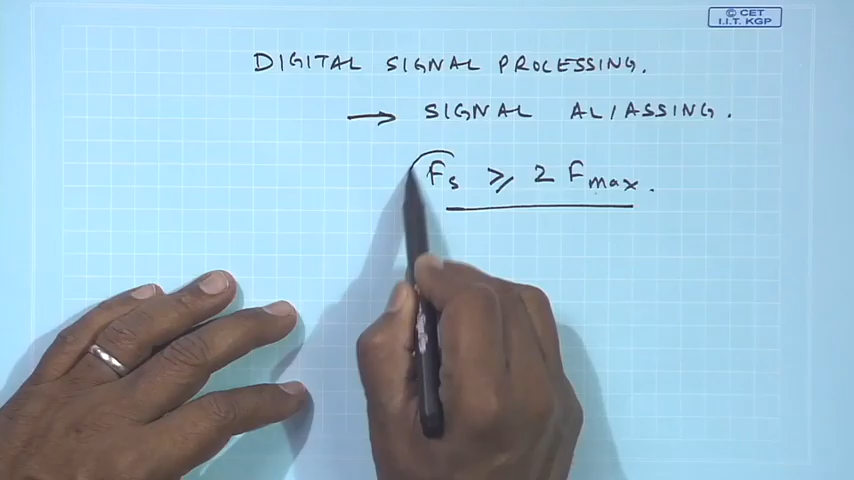 © CET
I.I.T. KGP
DIGITAL SIGNAL PROCESSING.
→ SIGNAL ALIASSING.
Fs ⩾ 2 Fmax.